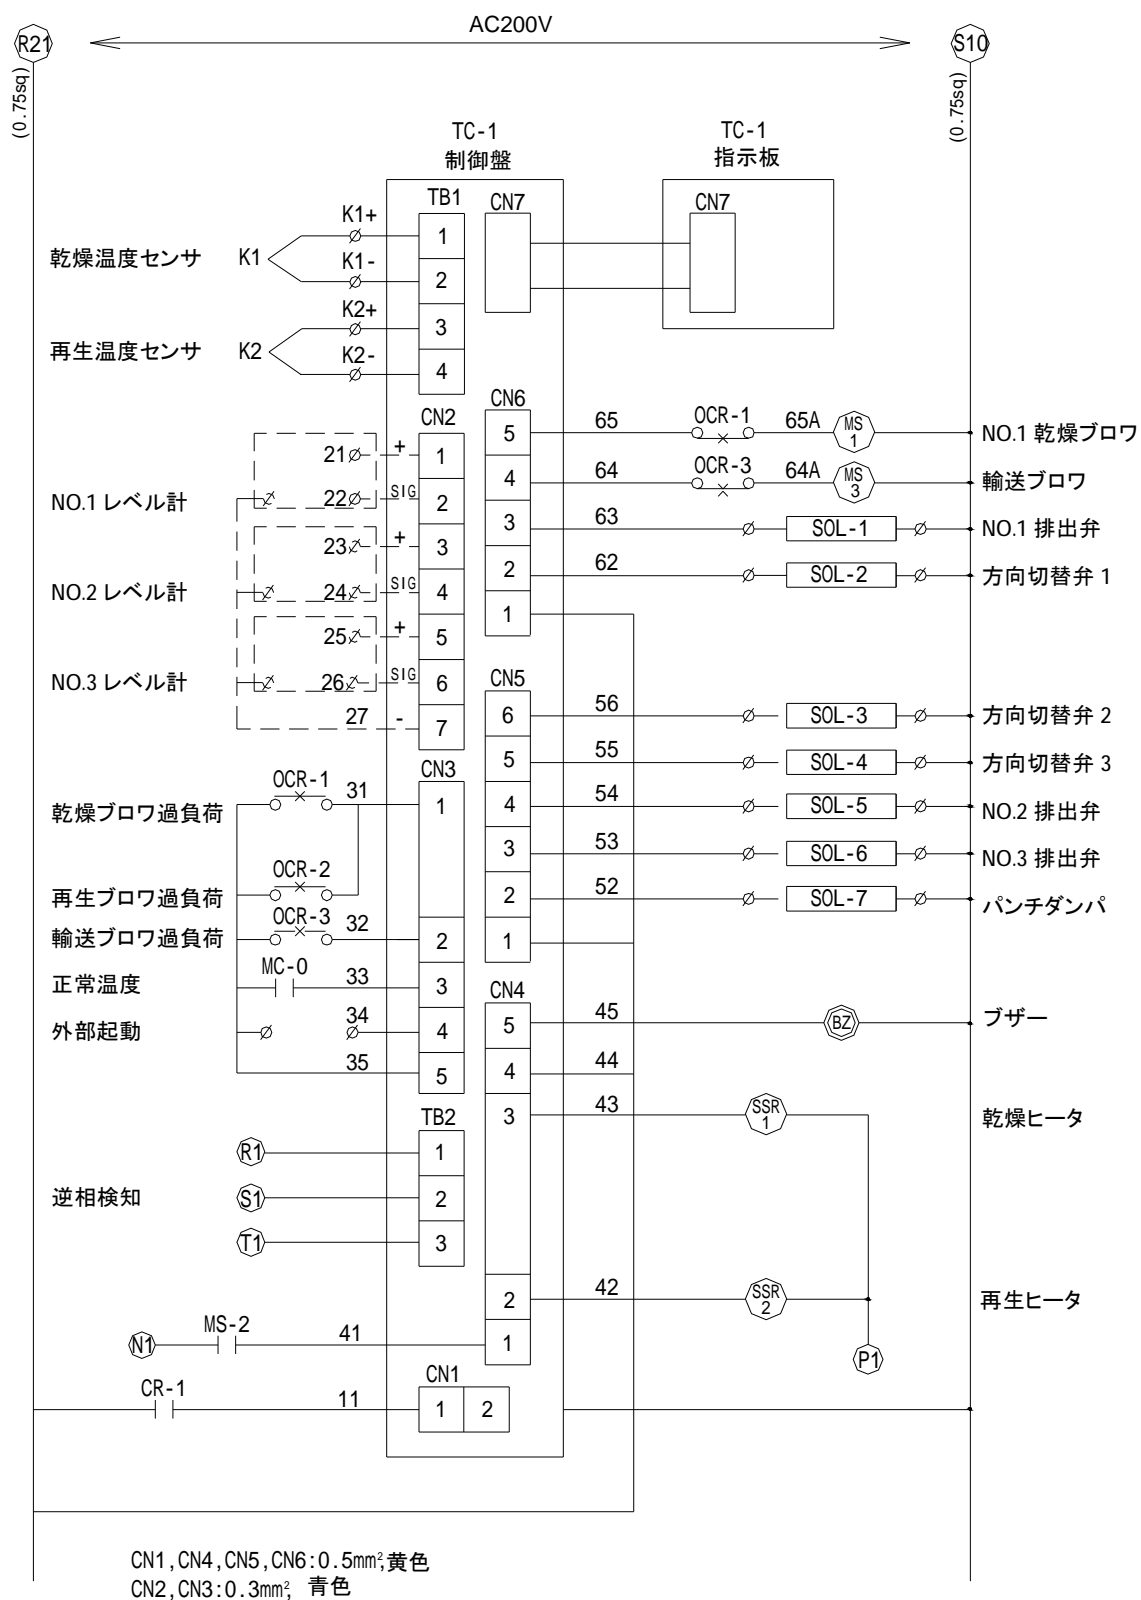 AC200V
R21
S10
(0.75sq)
(0.75sq)
TC-1
制御盤
TC-1
指示板
TB1
CN7
CN7
K1+
乾燥温度センサ K1
1
K1-
2
K2+
3
再生温度センサ K2
K2-
4
CN6
CN2
5 65 OCR-1 65A MS 1 NO.1 乾燥ブロワ
21 + 1
4 64 OCR-3 64A MS 3 輸送ブロワ
NO.1 レベル計 22 SIG 2
3 63 SOL-1 NO.1 排出弁
23 + 3
2 62 SOL-2 方向切替弁 1
NO.2 レベル計 24 SIG 4
1
25 + 5
NO.3 レベル計 26 SIG 6
CN5
27 - 7
6 56 SOL-3 方向切替弁 2
5 55 SOL-4 方向切替弁 3
CN3
OCR-1 31
乾燥ブロワ過負荷 1
4 54 SOL-5 NO.2 排出弁
3 53 SOL-6 NO.3 排出弁
OCR-2
再生ブロワ過負荷
2 52 SOL-7 パンチダンパ
OCR-3 32
輸送ブロワ過負荷 2
1
MC-0 33
正常温度 3
CN4
外部起動 34 4
5 45 BZ ブザー
35 5
4 44
3 43 SSR 1 乾燥ヒータ
TB2
R1 1
逆相検知 S1 2
T1 3
2 42 SSR 2 再生ヒータ
N1 MS-2 41 1
P1
CN1
CR-1 11 1 2
CN1,CN4,CN5,CN6:0.5mm²,黄色
CN2,CN3:0.3mm², 青色